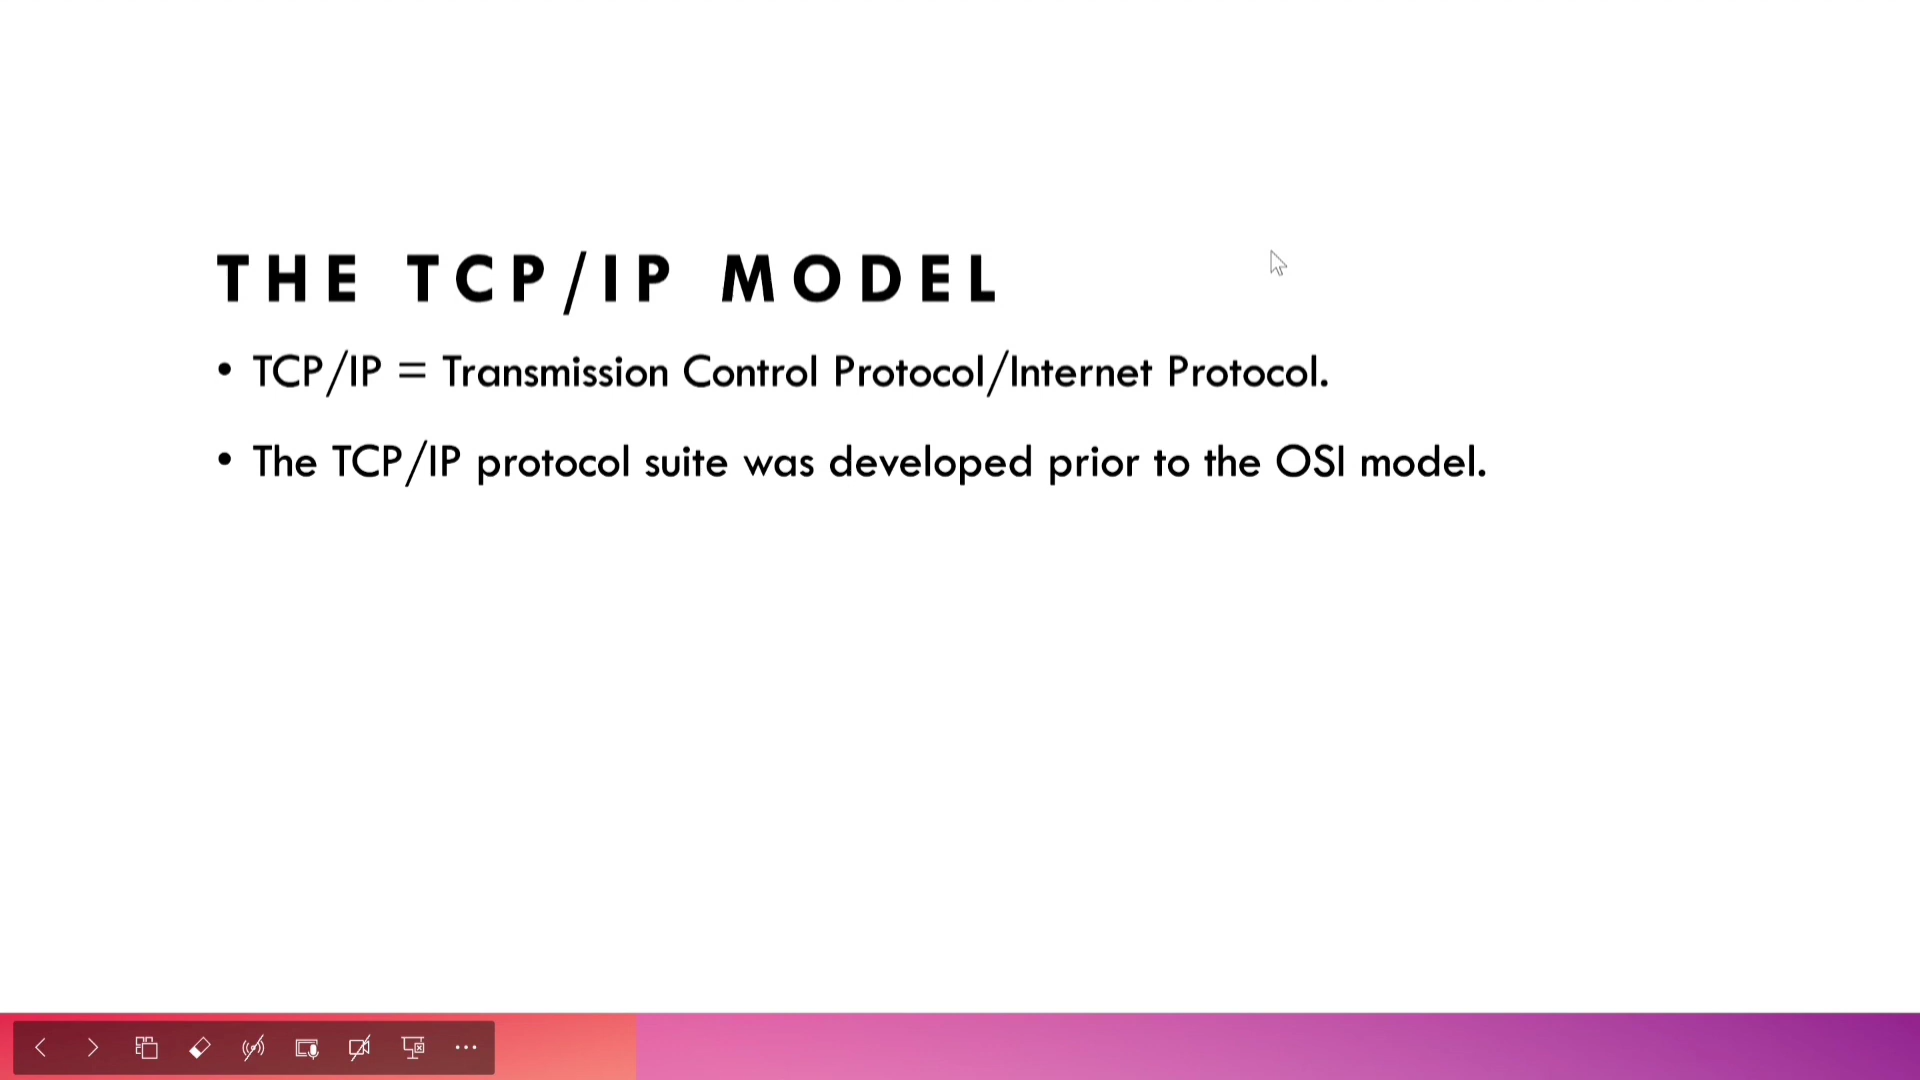 THE TCP/IP MODEL
• TCP/IP = Transmission Control Protocol/Internet Protocol.
• The TCP/IP protocol suite was developed prior to the OSI model.